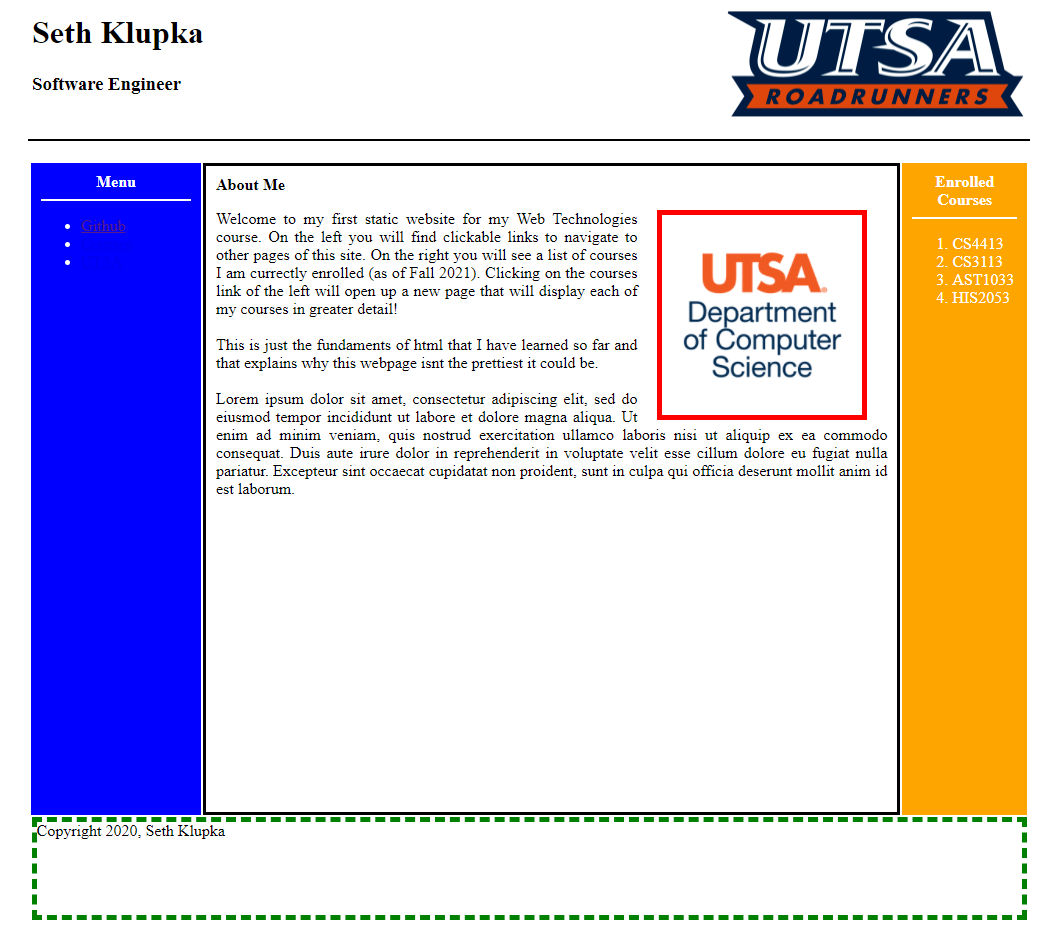 Seth Klupka
Software Engineer
UTSA
ROADRUNNERS
Menu
Github
About Me
Welcome to my first static website for my Web Technologies
course. On the left you will find clickable links to navigate to
other pages of this site. On the right you will see a list of courses
I am currectly enrolled (as of Fall 2021). Clicking on the courses
link of the left will open up a new page that will display each of
my courses in greater detail!
This is just the fundaments of html that I have learned so far and
that explains why this webpage isnt the prettiest it could be.
Lorem ipsum dolor sit amet, consectetur adipiscing elit, sed do
eiusmod tempor incididunt ut labore et dolore magna aliqua. Ut
enim ad minim veniam, quis nostrud exercitation ullamco laboris nisi ut aliquip ex ea commodo
consequat. Duis aute irure dolor in reprehenderit in voluptate velit esse cillum dolore eu fugiat nulla
pariatur. Excepteur sint occaecat cupidatat non proident, sunt in culpa qui officia deserunt mollit anim id
est laborum.
UTSA®
Department
of Computer
Science
Enrolled
Courses
1. CS4413
2. CS3113
3. AST1033
4. HIS2053
Copyright 2020, Seth Klupka